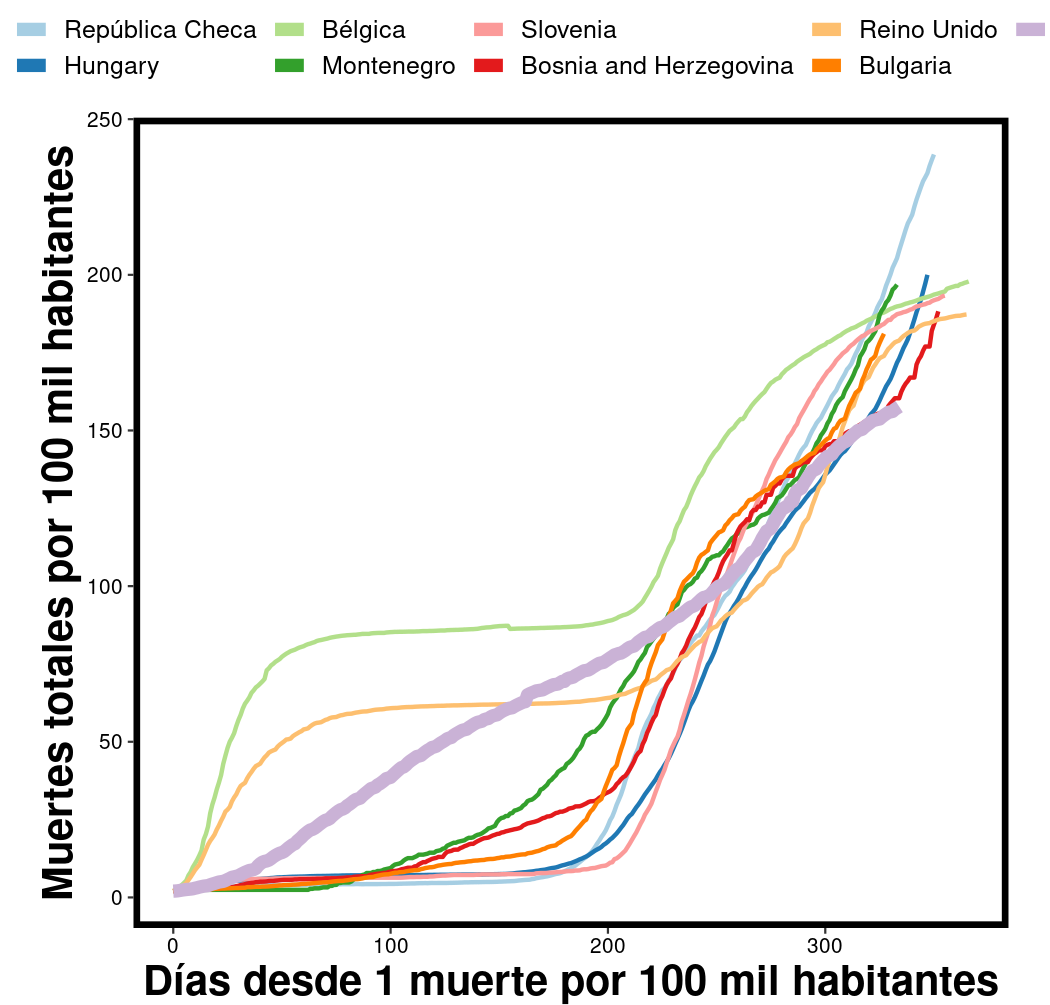 República Checa Bélgica Slovenia Reino Unido
Hungary Montenegro Bosnia and Herzegovina Bulgaria
250
200
150
100
50
0
Muertes totales por 100 mil habitantes
0 100 200 300
Días desde 1 muerte por 100 mil habitantes